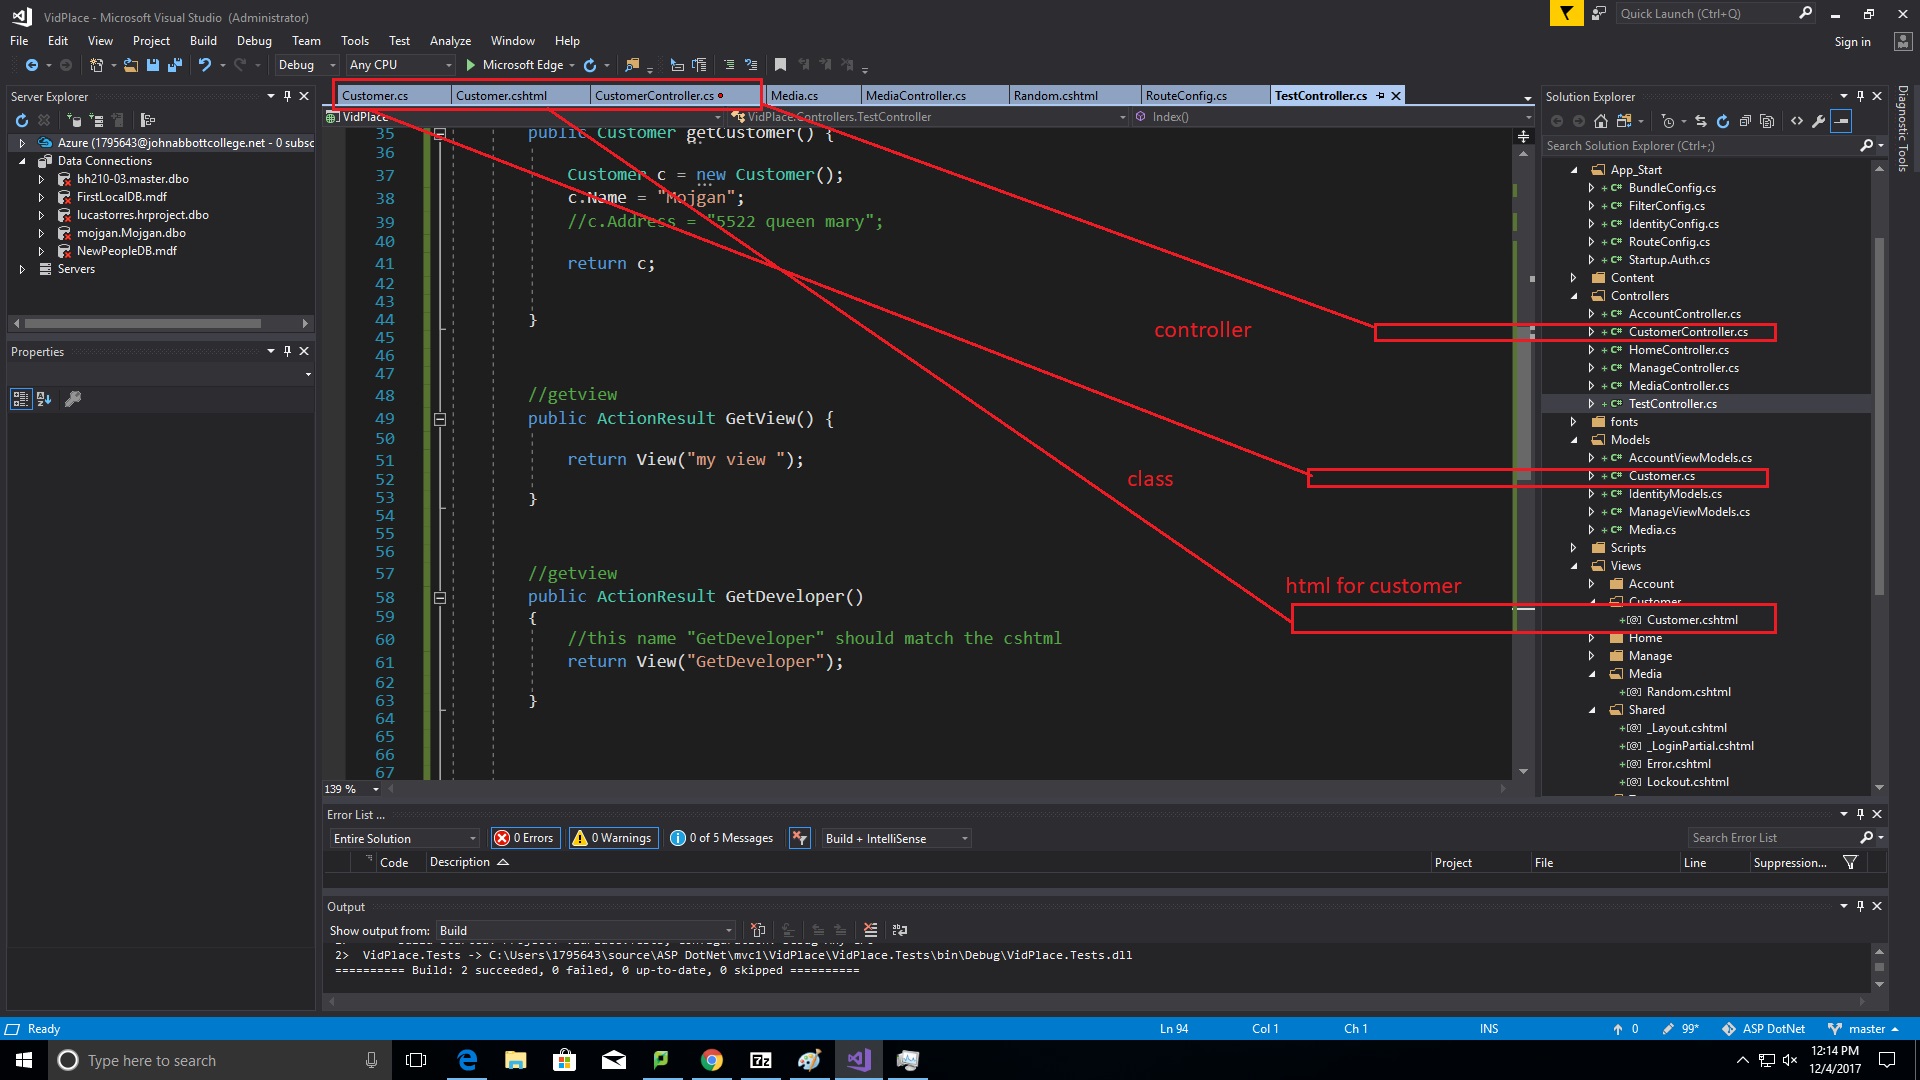 VidPlace - Microsoft Visual Studio (Administrator)
Quick Launch (Ctrl+Q)
File Edit View Project Build Debug Team Tools Test Analyze Window Help
Sign in
Debug Any CPU Microsoft Edge
Server Explorer
Azure (1795643@johnabbottcollege.net - 0 subsc
Data Connections
bh210-03.master.dbo
FirstLocalDB.mdf
lucastorres.hrproject.dbo
mojgan.Mojgan.dbo
NewPeopleDB.mdf
Servers
Properties
Customer.cs Customer.cshtml CustomerController.cs Media.cs MediaController.cs Random.cshtml RouteConfig.cs TestController.cs
VidPlace VidPlace.Controllers.TestController Index()
35 public Customer getCustomer() {
36
37 Customer c = new Customer();
38 c.Name = "Mojgan";
39 //c.Address = "5522 queen mary";
40
41 return c;
42
43
44 }
45
46
47
48 //getview
49 public ActionResult GetView() {
50
51 return View("my view ");
52
53 }
54
55
56
57 //getview
58 public ActionResult GetDeveloper()
59 {
60 //this name "GetDeveloper" should match the cshtml
61 return View("GetDeveloper");
62
63 }
64
65
66
67
controller
class
html for customer
139 %
Solution Explorer
Search Solution Explorer (Ctrl+;)
App_Start
C# BundleConfig.cs
C# FilterConfig.cs
C# IdentityConfig.cs
C# RouteConfig.cs
C# Startup.Auth.cs
Content
Controllers
C# AccountController.cs
C# CustomerController.cs
C# HomeController.cs
C# ManageController.cs
C# MediaController.cs
C# TestController.cs
fonts
Models
C# AccountViewModels.cs
C# Customer.cs
C# IdentityModels.cs
C# ManageViewModels.cs
C# Media.cs
Scripts
Views
Account
Customer
Customer.cshtml
Home
Manage
Media
Random.cshtml
Shared
_Layout.cshtml
_LoginPartial.cshtml
Error.cshtml
Lockout.cshtml
Diagnostic Tools
Error List ...
Entire Solution 0 Errors 0 Warnings 0 of 5 Messages Build + IntelliSense Search Error List
Code Description Project File Line Suppression...
Output
Show output from: Build
2> VidPlace.Tests -> C:\Users\1795643\source\ASP DotNet\mvc1\VidPlace\VidPlace.Tests\bin\Debug\VidPlace.Tests.dll
========== Build: 2 succeeded, 0 failed, 0 up-to-date, 0 skipped ==========
Ready Ln 94 Col 1 Ch 1 INS 0 99* ASP DotNet master
Type here to search
7z
12:14 PM
12/4/2017